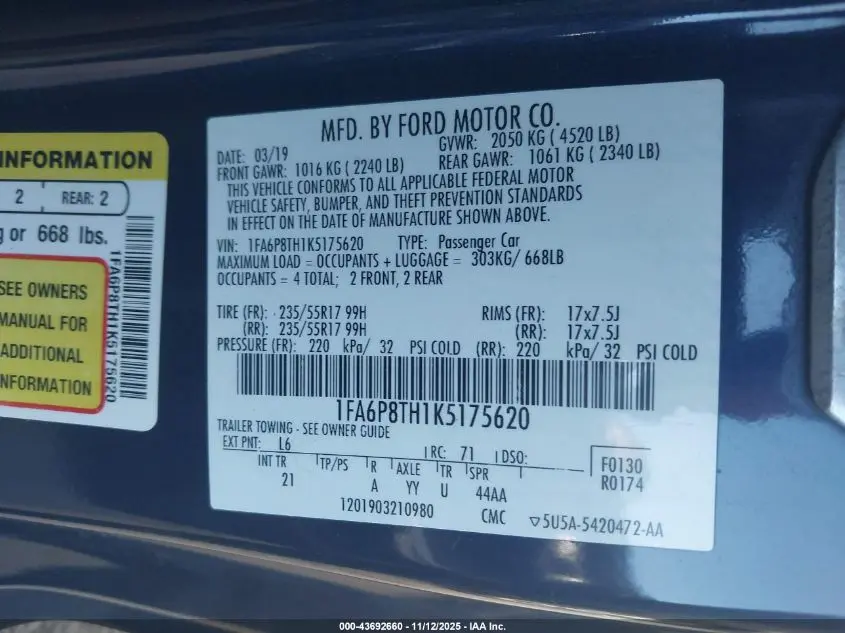 INFORMATION
2 REAR: 2
g or 668 lbs.
SEE OWNERS
MANUAL FOR
ADDITIONAL
INFORMATION
1FA6P8TH1K5175620
MFD. BY FORD MOTOR CO.
DATE: 03/19 GVWR: 2050 KG ( 4520 LB)
FRONT GAWR: 1016 KG ( 2240 LB) REAR GAWR: 1061 KG ( 2340 LB)
THIS VEHICLE CONFORMS TO ALL APPLICABLE FEDERAL MOTOR
VEHICLE SAFETY, BUMPER, AND THEFT PREVENTION STANDARDS
IN EFFECT ON THE DATE OF MANUFACTURE SHOWN ABOVE.
VIN: 1FA6P8TH1K5175620 TYPE: Passenger Car
MAXIMUM LOAD = OCCUPANTS + LUGGAGE = 303KG/ 668LB
OCCUPANTS = 4 TOTAL; 2 FRONT, 2 REAR
TIRE (FR): 235/55R17 99H RIMS (FR): 17x7.5J
(RR): 235/55R17 99H (RR): 17x7.5J
PRESSURE (FR): 220 kPa/ 32 PSI COLD (RR): 220 kPa/ 32 PSI COLD
1FA6P8TH1K5175620
TRAILER TOWING - SEE OWNER GUIDE
EXT PNT: L6 RC: 71 DSO:
INT TR TP/PS R AXLE TR SPR
21 A YY U 44AA
F0130
R0174
1201903210980 CMC 5U5A-5420472-AA
000-43692660 - 11/12/2025 - IAA Inc.